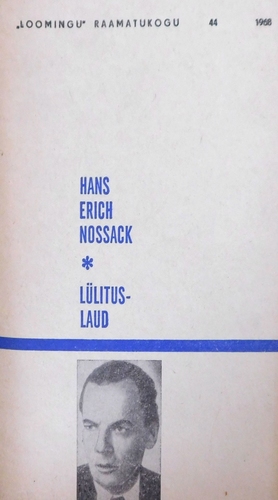 „LOOMINGU" RAAMATUKOGU 44 1968
HANS
ERICH
NOSSACK
*
LÜLITUS-
LAUD